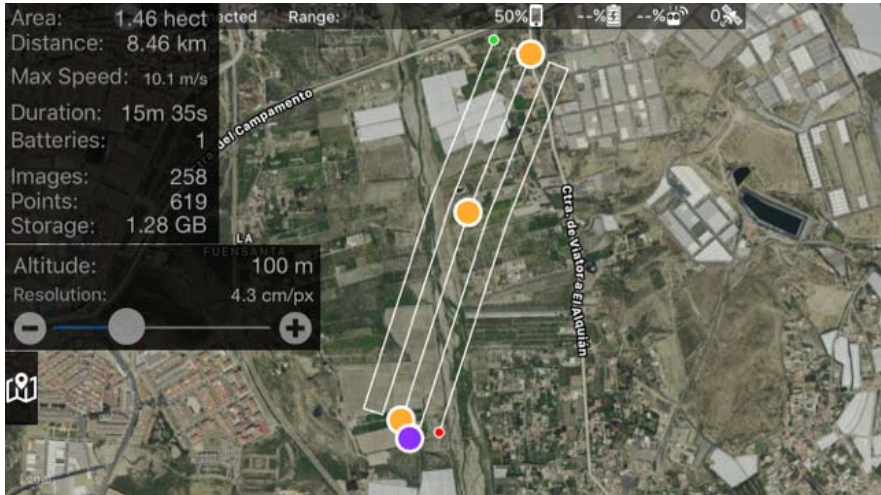 Area: 1.46 hect
ected Range: 50% --% --% 0
Distance: 8.46 km
Max Speed: 10.1 m/s
Duration: 15m 35s
Batteries: 1
Images: 258
Points: 619
Storage: 1.28 GB
del Campamento
LA
FUENSANTA
Altitude: 100 m
Resolution: 4.3 cm/px
Ctra. de Viator a El Alquián